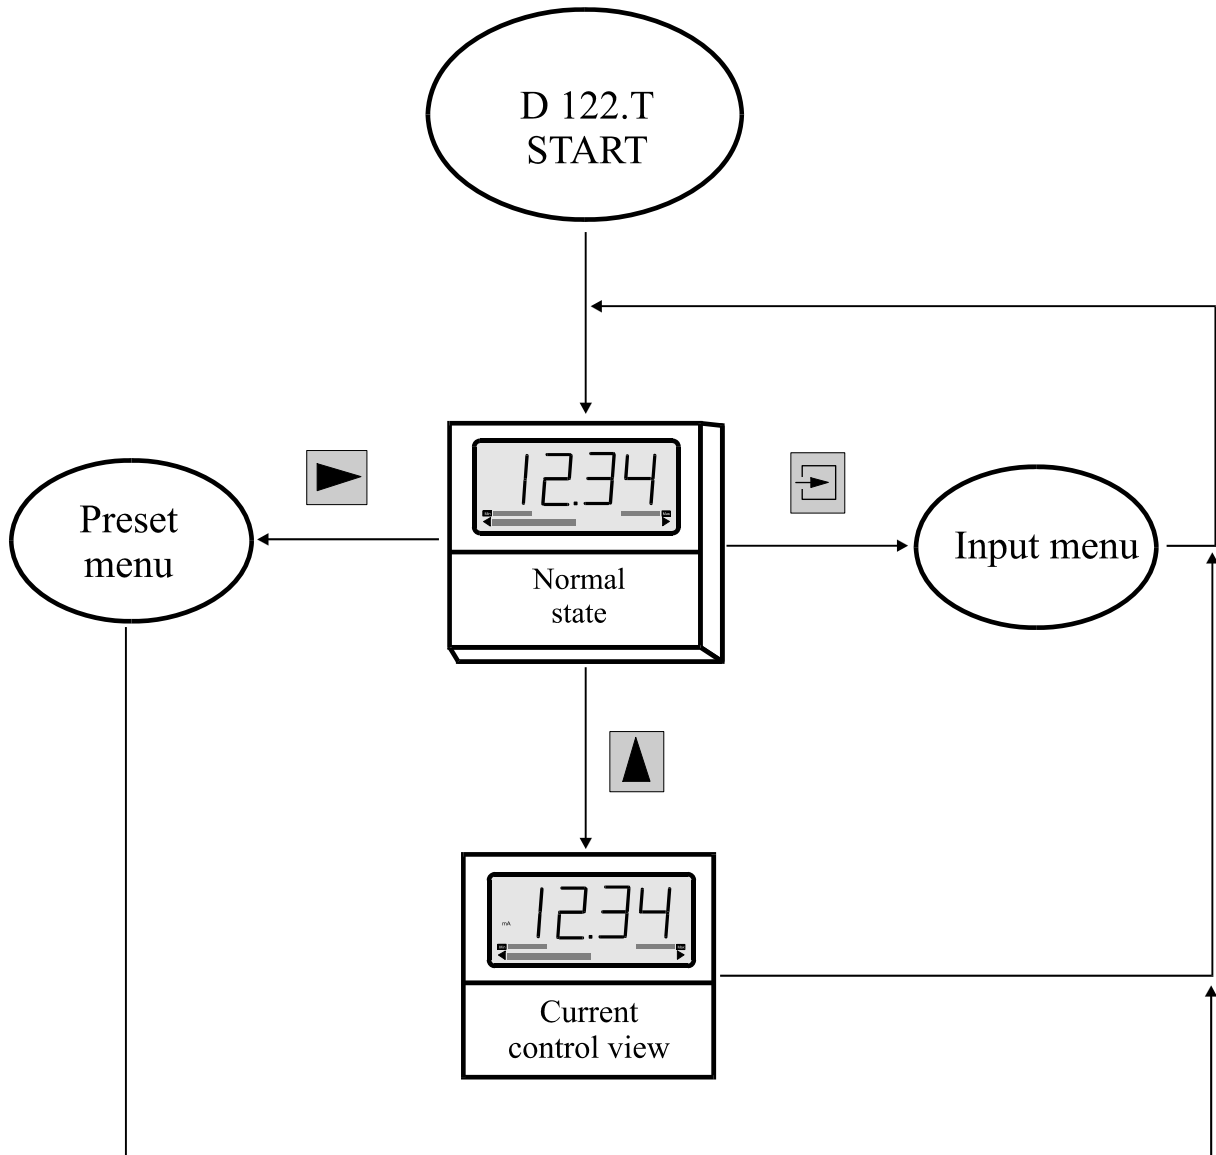 D 122.T
START
12.34
Preset
menu
Normal
state
Input menu
mA
12.34
Current
control view